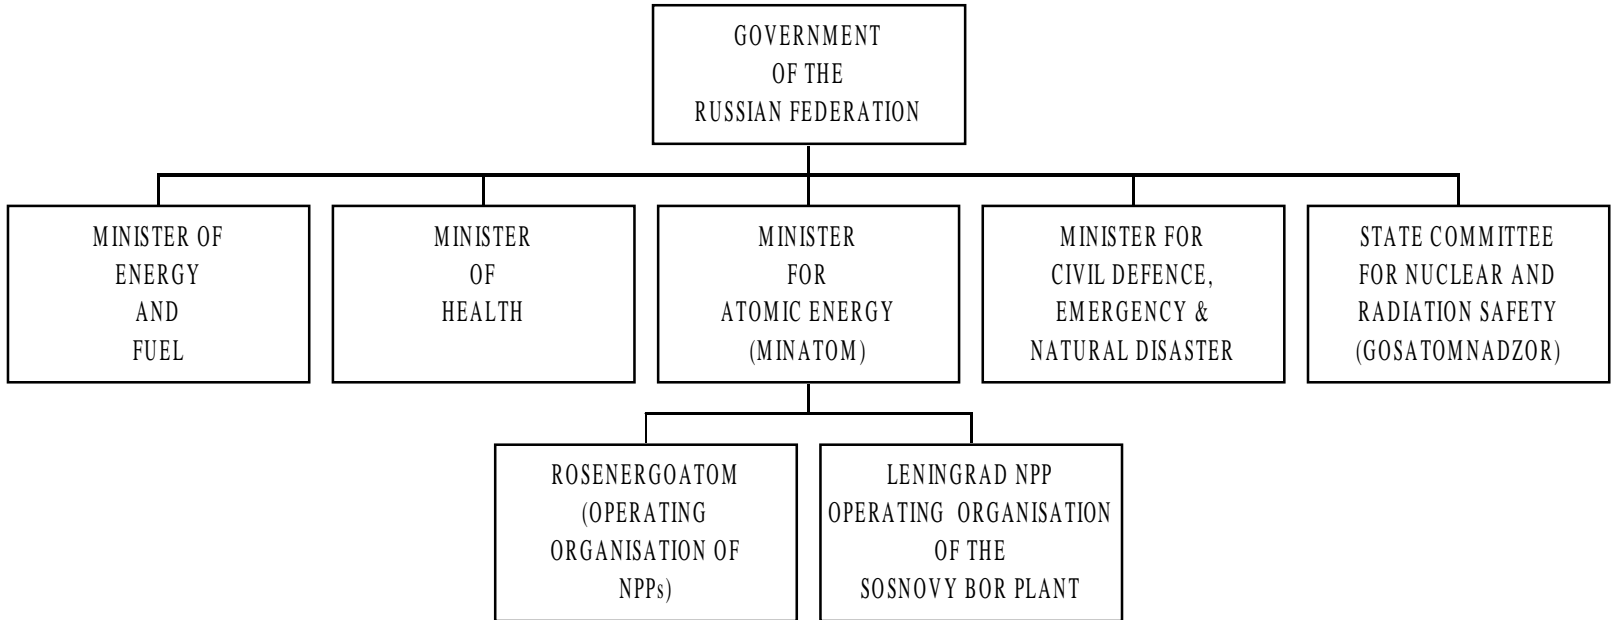 GOVERNMENT
OF THE
RUSSIAN FEDERATION
MINISTER OF
ENERGY
AND
FUEL
MINISTER
OF
HEALTH
MINISTER
FOR
ATOMIC ENERGY
(MINATOM)
MINISTER FOR
CIVIL DEFENCE,
EMERGENCY &
NATURAL DISASTER
STATE COMMITTEE
FOR NUCLEAR AND
RADIATION SAFETY
(GOSATOMNADZOR)
ROSENERGOATOM
(OPERATING
ORGANISATION OF
NPPs)
LENINGRAD NPP
OPERATING ORGANISATION
OF THE
SOSNOVY BOR PLANT